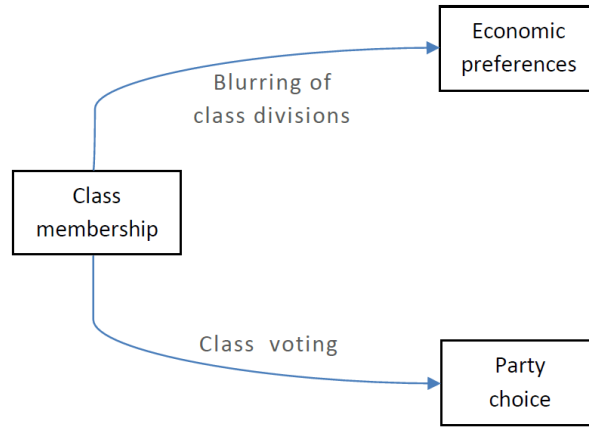 Economic
preferences
Blurring of
class divisions
Class
membership
Class voting
Party
choice